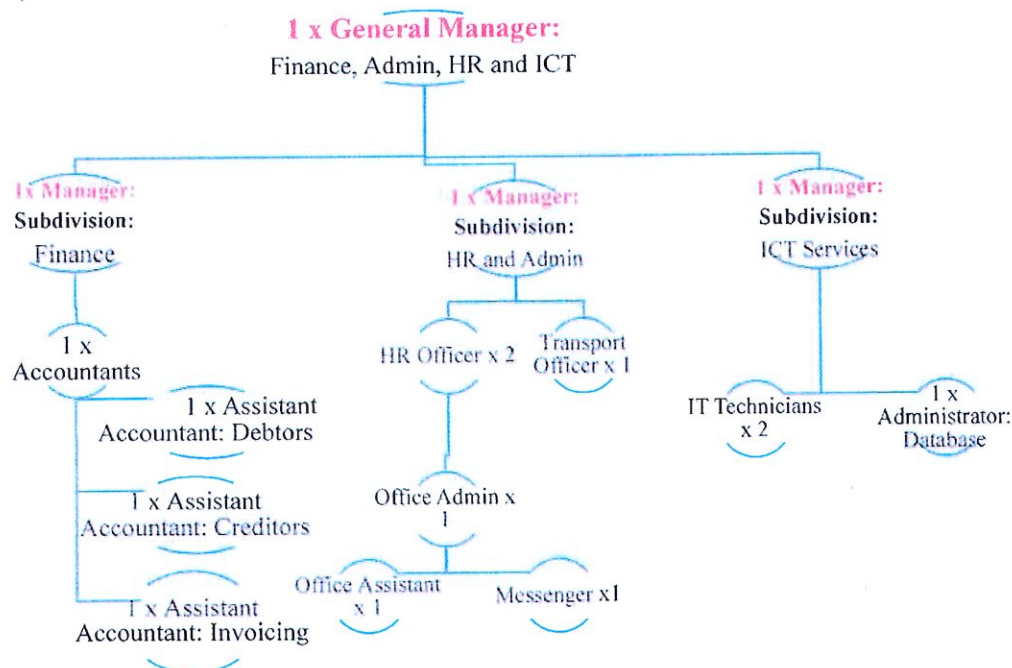 1 x General Manager:
Finance, Admin, HR and ICT
1x Manager:
Subdivision:
Finance
1 x Manager:
Subdivision:
HR and Admin
1 x Manager:
Subdivision:
ICT Services
1 x
Accountants
1 x Assistant
Accountant: Debtors
1 x Assistant
Accountant: Creditors
1 x Assistant
Accountant: Invoicing
HR Officer x 2
Transport
Officer x 1
Office Admin x
1
Office Assistant
x 1
Messenger x1
IT Technicians
x 2
1 x
Administrator:
Database